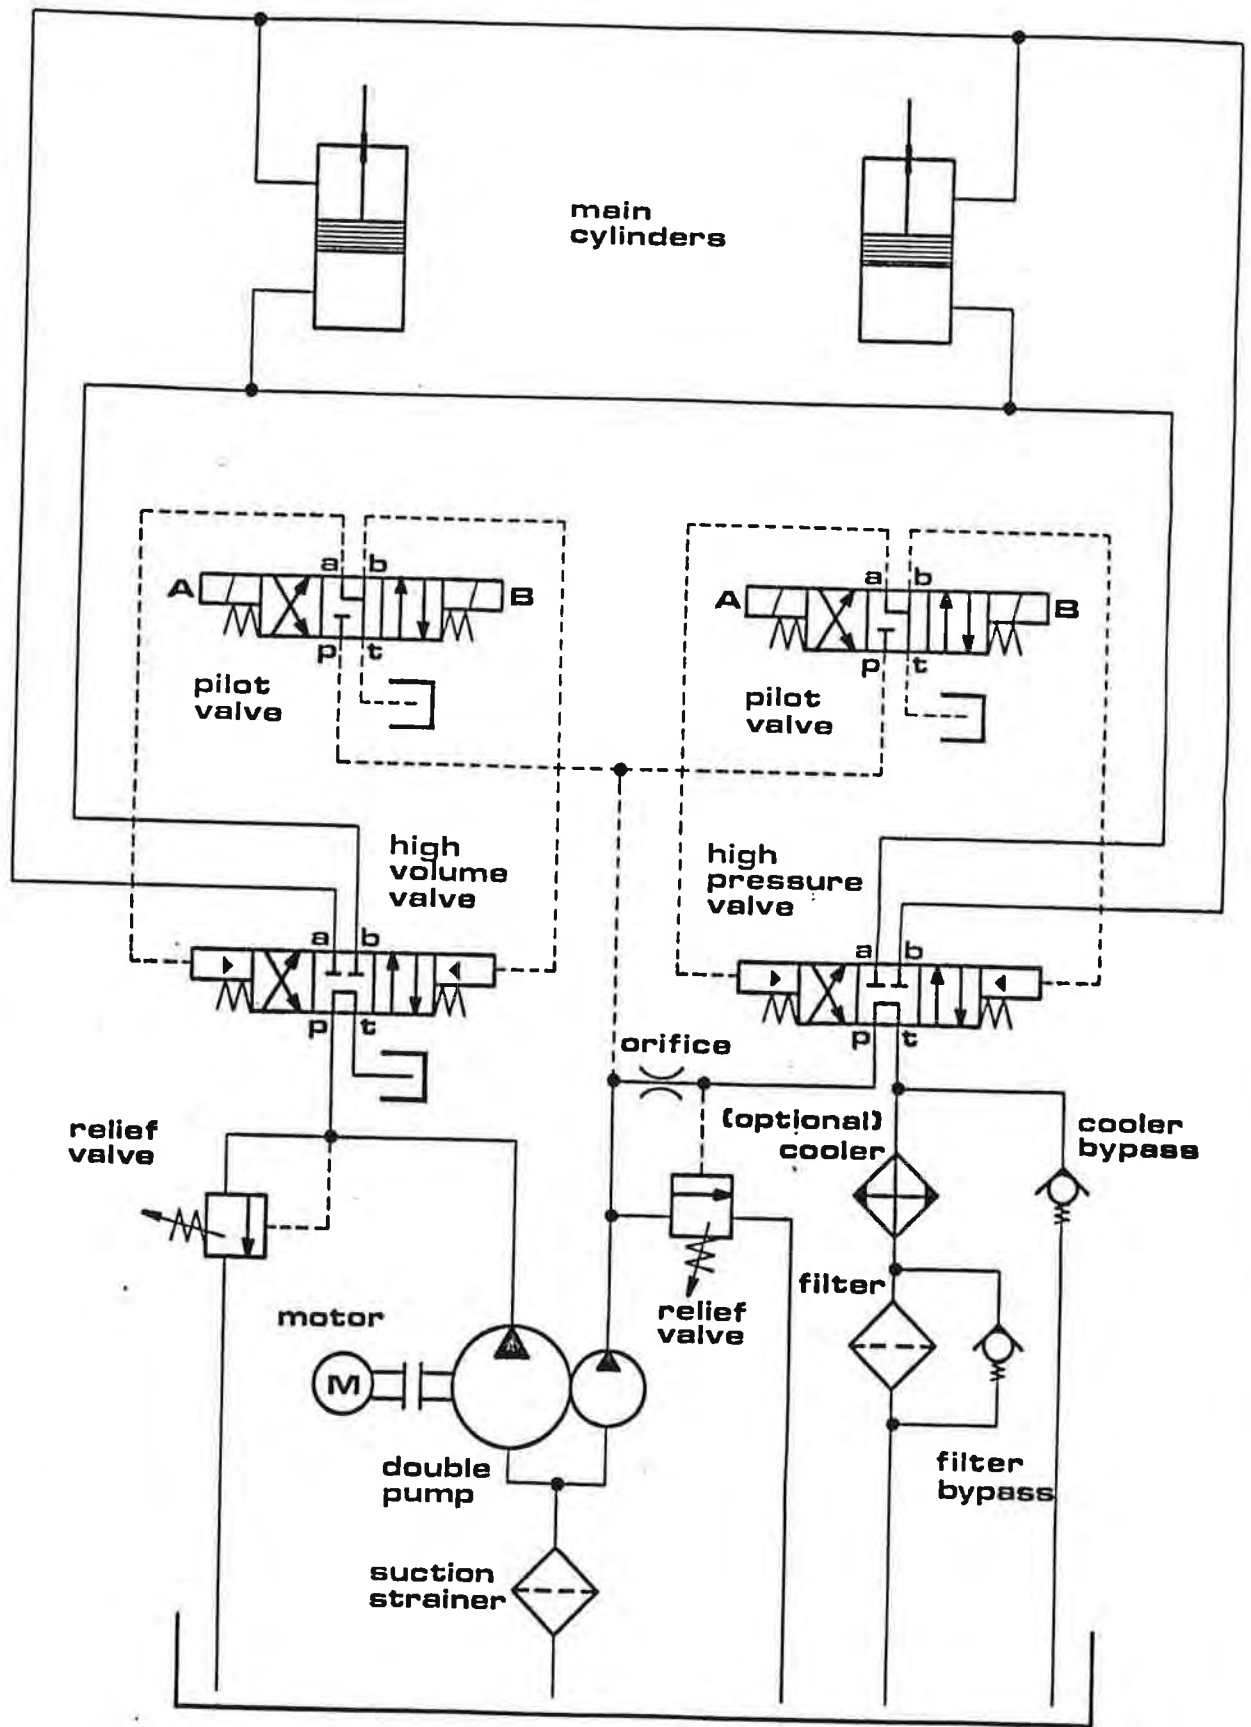 main
cylinders
a b
A B
p t
pilot
valve
a b
A B
p t
pilot
valve
high
volume
valve
a b
p t
high
pressure
valve
a b
p t
orifice
relief
valve
(optional)
cooler
cooler
bypass
filter
relief
valve
motor
M
double
pump
filter
bypass
suction
strainer